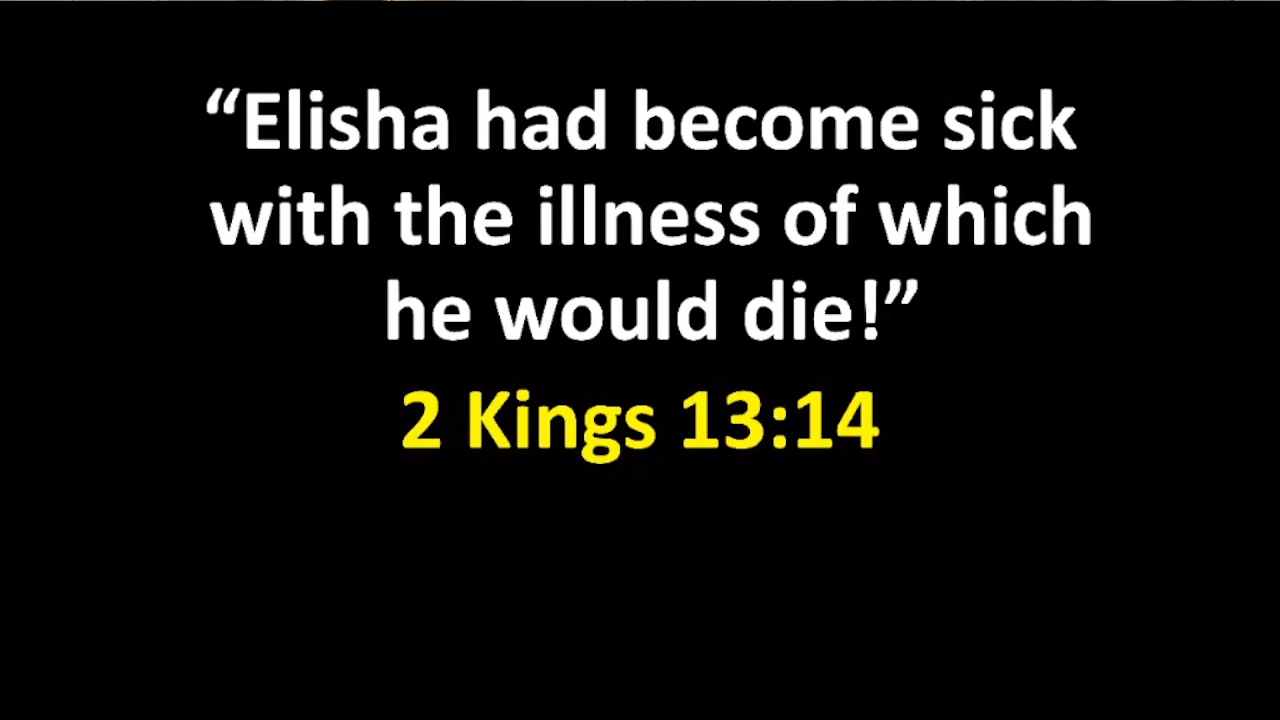 “Elisha had become sick
with the illness of which
he would die!”
2 Kings 13:14